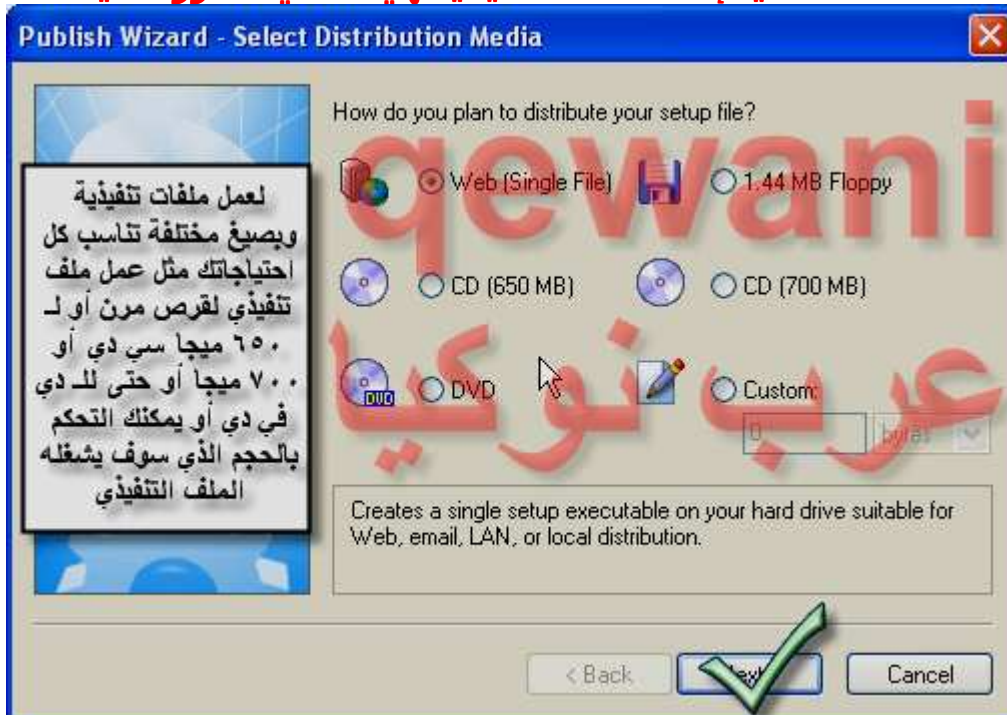 Publish Wizard - Select Distribution Media
How do you plan to distribute your setup file?
qewani
Web (Single File)
1.44 MB Floppy
CD (650 MB)
CD (700 MB)
DVD
DVD
Custom:
0
bytes
عرب نوكيا
لعمل ملفات تنفيذية
وبصيغ مختلفة تناسب كل
احتياجاتك مثل عمل ملف
تنفيذي لقرص مرن أو لـ
٦٥٠ ميجا سي دي أو
٧٠٠ ميجا أو حتى للـ دي
في دي أو يمكنك التحكم
بالحجم الذي سوف يشغله
الملف التنفيذي
Creates a single setup executable on your hard drive suitable for
Web, email, LAN, or local distribution.
< Back
Next
Cancel